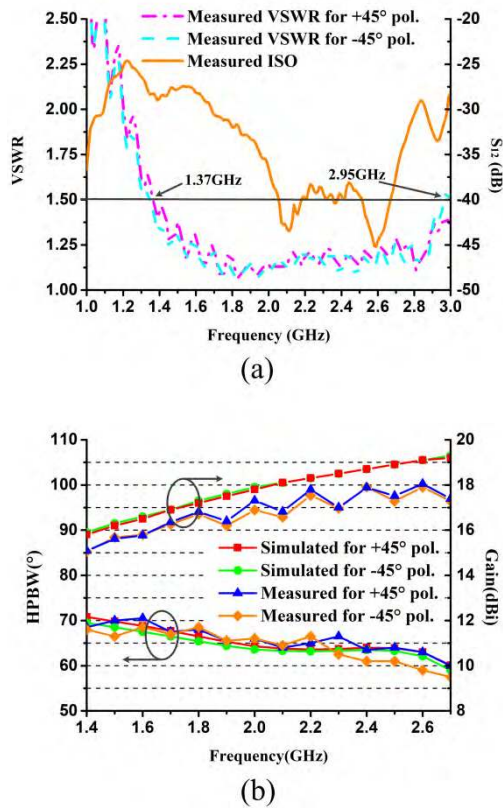 Measured VSWR for +45° pol.
Measured VSWR for -45° pol.
Measured ISO
2.50
2.25
2.00
1.75
1.50
1.25
1.00
VSWR
-20
-25
-30
-35
-40
-45
-50
S12 (dB)
1.37GHz
2.95GHz
1.0 1.2 1.4 1.6 1.8 2.0 2.2 2.4 2.6 2.8 3.0
Frequency (GHz)
(a)
110
100
90
80
70
60
50
HPBW(°)
20
18
16
14
12
10
8
Gaain(dBi)
Simulated for +45° pol.
Simulated for -45° pol.
Measured for +45° pol.
Measured for -45° pol.
1.4 1.6 1.8 2.0 2.2 2.4 2.6
Frequency(GHz)
(b)